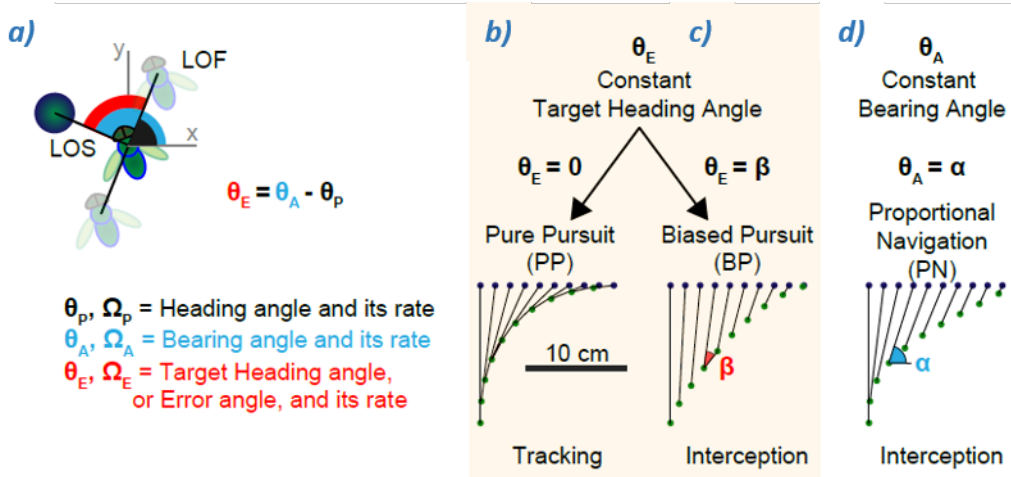 a)
y
LOF
x
LOS
θE = θA - θP
θP, ΩP = Heading angle and its rate
θA, ΩA = Bearing angle and its rate
θE, ΩE = Target Heading angle,
or Error angle, and its rate
b)
c)
θE
Constant
Target Heading Angle
θE = 0
θE = β
Pure Pursuit
(PP)
Biased Pursuit
(BP)
10 cm
β
Tracking
Interception
d)
θA
Constant
Bearing Angle
θA = α
Proportional
Navigation
(PN)
α
Interception